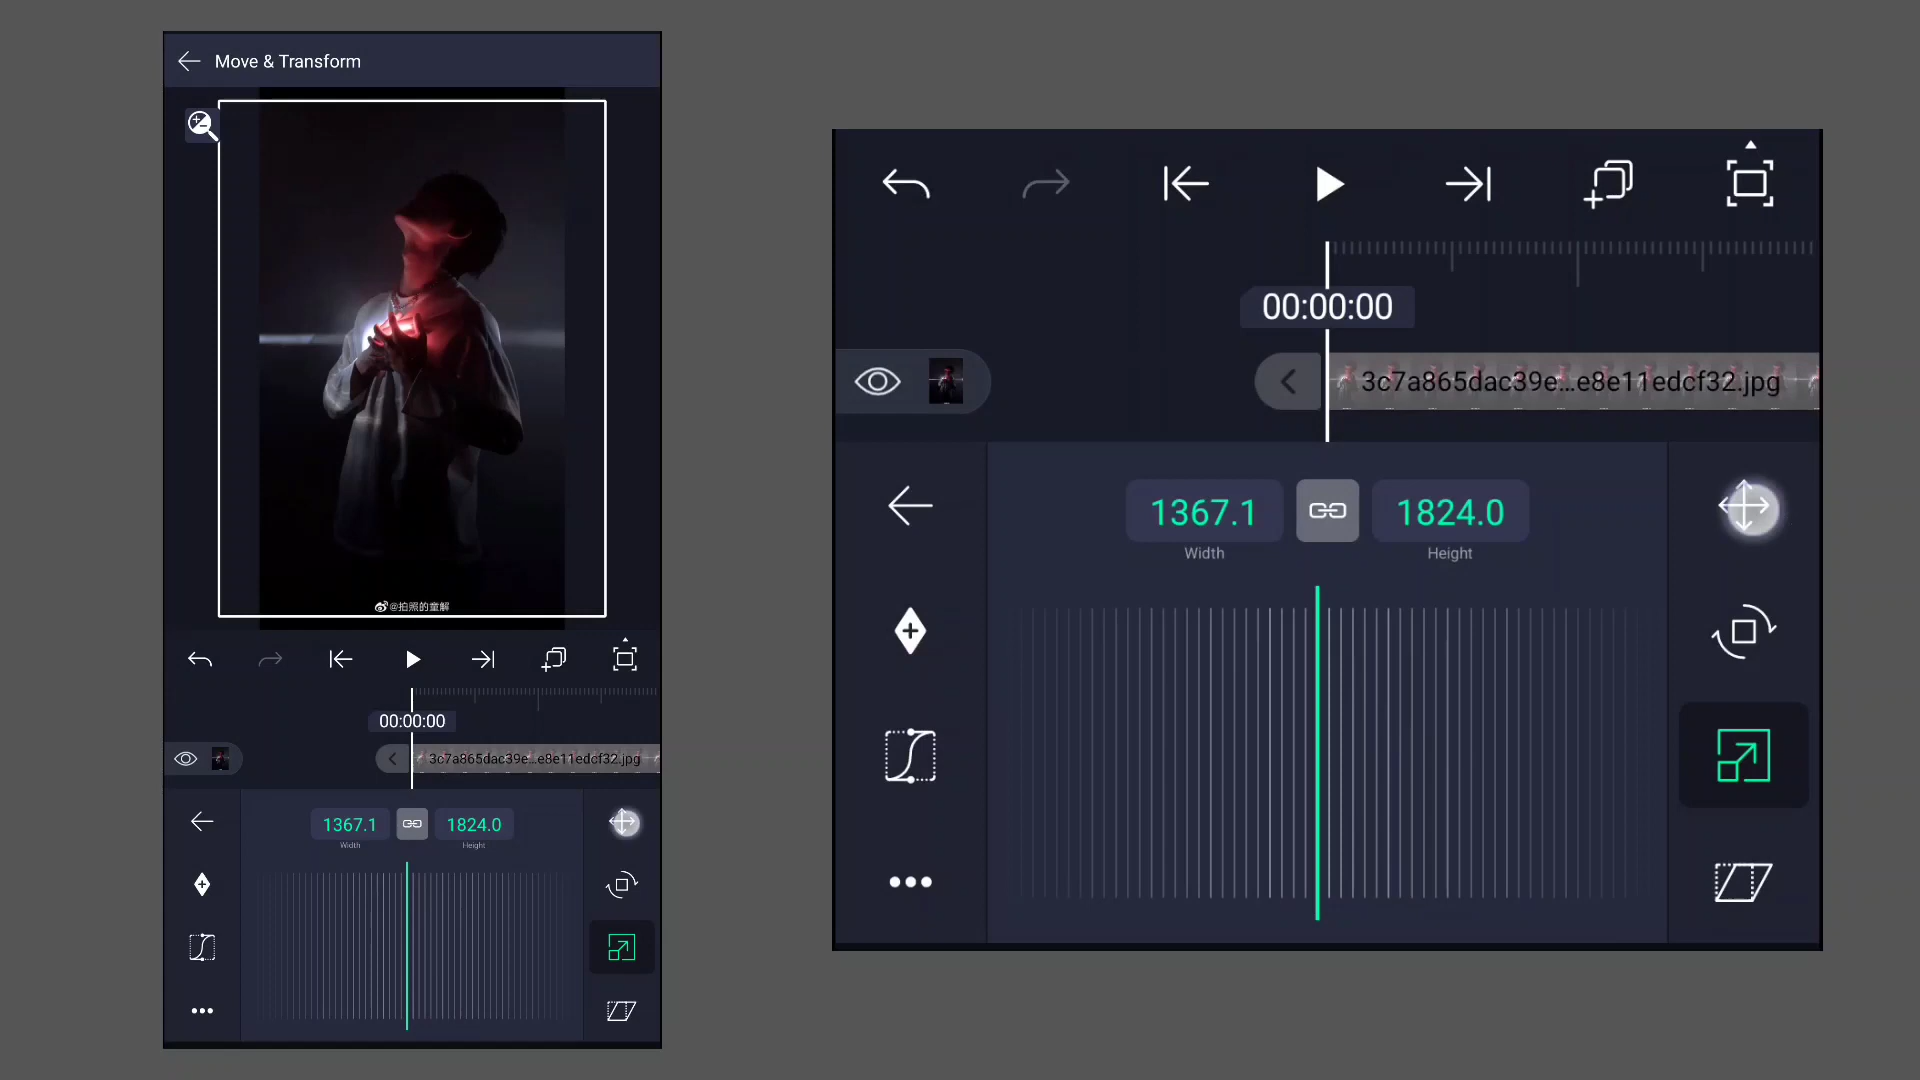 Move & Transform
@拍照的童解
00:00:00
3c7a865dac39e...e8e11edcf32.jpg
1367.1
1824.0
Width
Height
00:00:00
3c7a865dac39e...e8e11edcf32.jpg
1367.1
1824.0
Width
Height